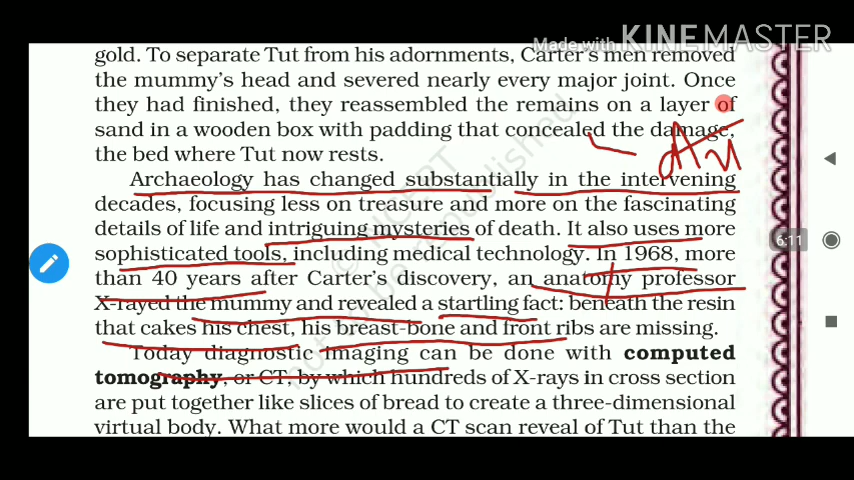 Made with KINEMASTER
gold. To separate Tut from his adornments, Carter's men removed
the mummy's head and severed nearly every major joint. Once
they had finished, they reassembled the remains on a layer of
sand in a wooden box with padding that concealed the damage,
the bed where Tut now rests.
Archaeology has changed substantially in the intervening
decades, focusing less on treasure and more on the fascinating
details of life and intriguing mysteries of death. It also uses more
sophisticated tools, including medical technology. In 1968, more
6:11
than 40 years after Carter's discovery, an anatomy professor
X-rayed the mummy and revealed a startling fact: beneath the resin
that cakes his chest, his breast-bone and front ribs are missing.
Today diagnostic imaging can be done with computed
tomography, or CT, by which hundreds of X-rays in cross section
are put together like slices of bread to create a three-dimensional
virtual body. What more would a CT scan reveal of Tut than the